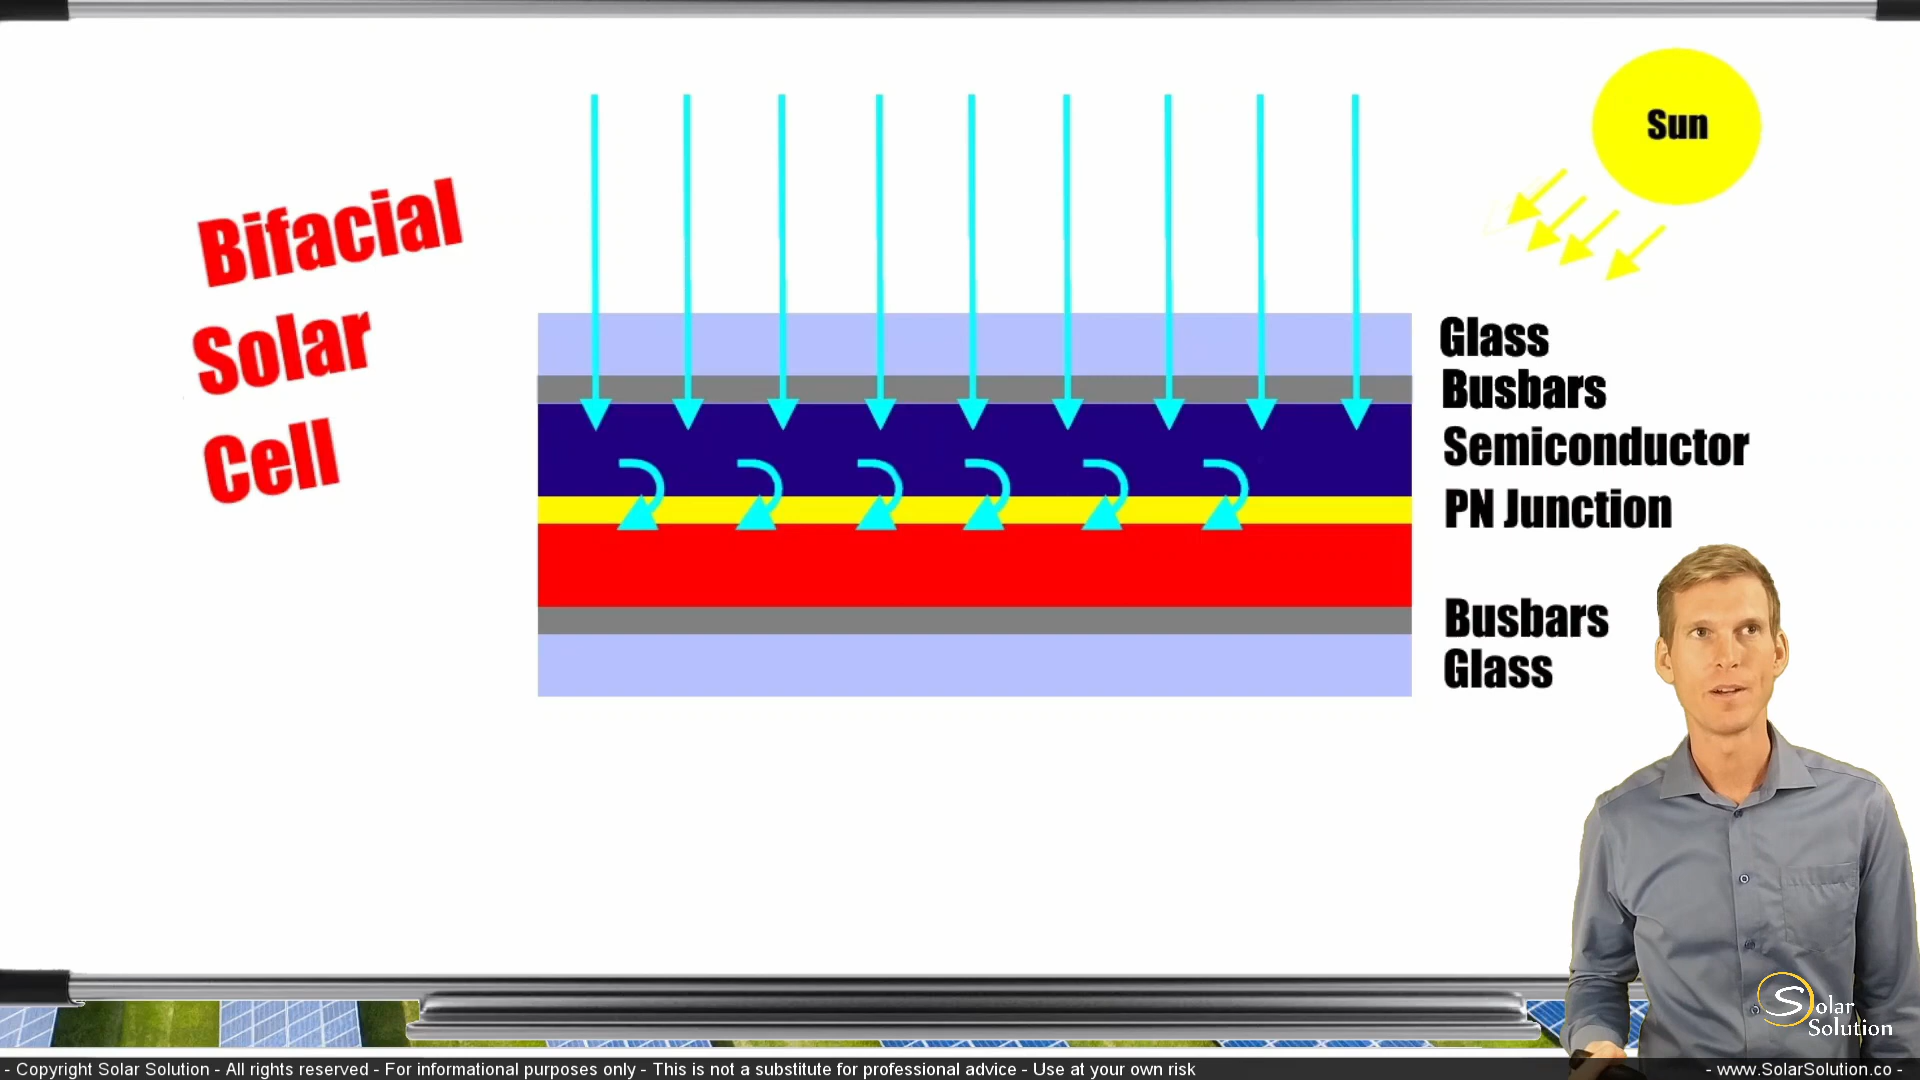 Bifacial
Solar
Cell
Sun
Glass
Busbars
Semiconductor
PN Junction
Busbars
Glass
Solar
Solution
- Copyright Solar Solution - All rights reserved - For informational purposes only - This is not a substitute for professional advice - Use at your own risk
- www.SolarSolution.co -